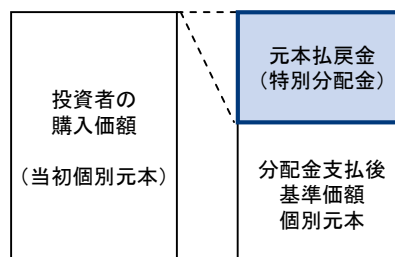 投資者の
購入価額
（当初個別元本）
元本払戻金
（特別分配金）
分配金支払後
基準価額
個別元本